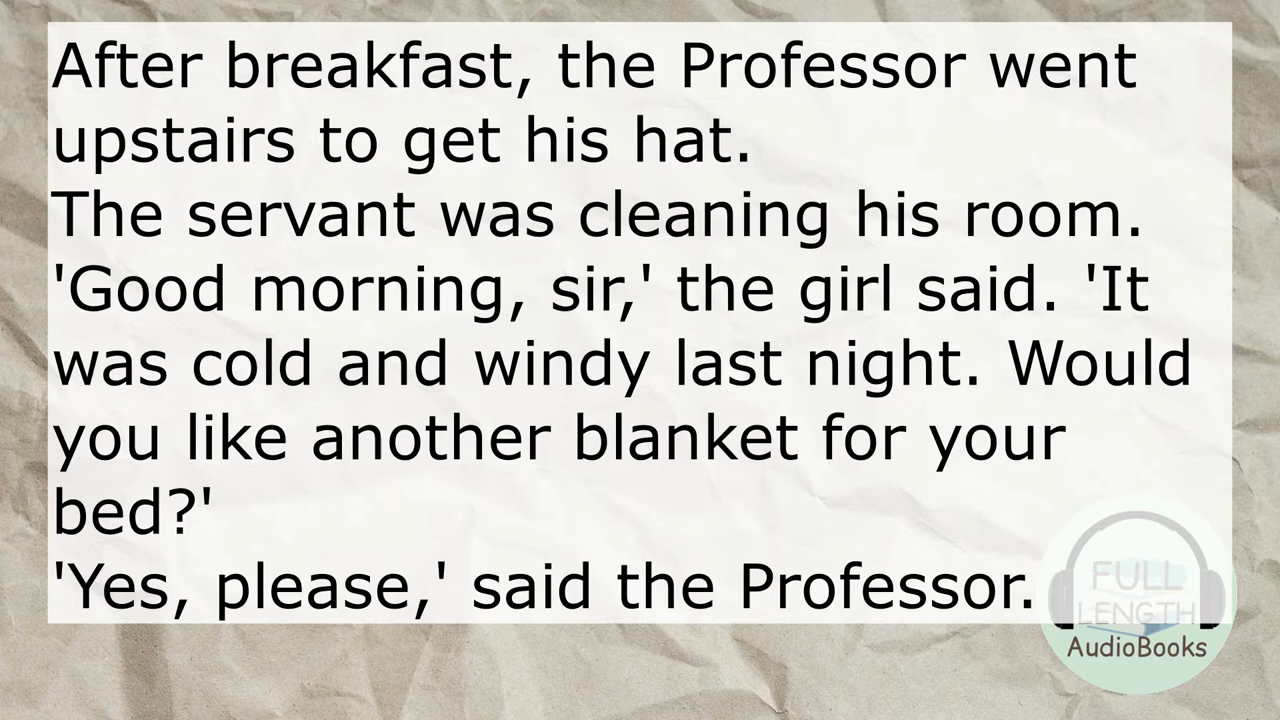 After breakfast, the Professor went
upstairs to get his hat.
The servant was cleaning his room.
'Good morning, sir,' the girl said. 'It
was cold and windy last night. Would
you like another blanket for your
bed?'
'Yes, please,' said the Professor.
FULL
LENGTH
AudioBooks